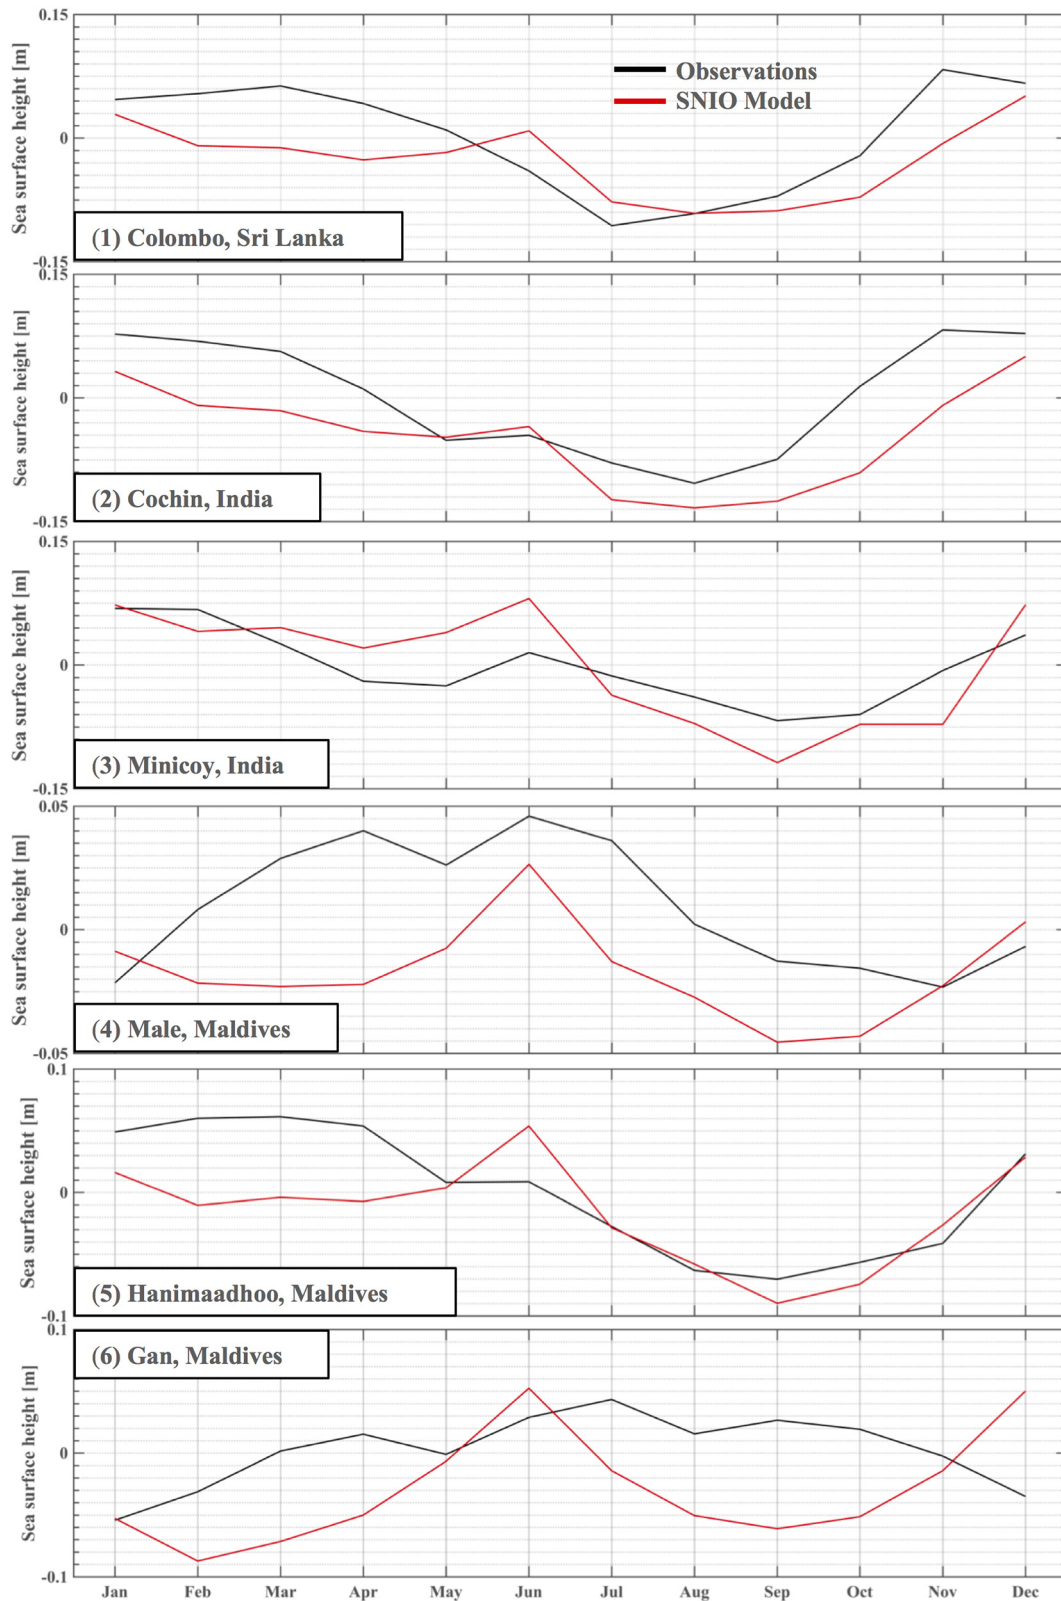 0.15
Sea surface height [m]
0
-0.15
Observations
SNIO Model
(1) Colombo, Sri Lanka
0.15
Sea surface height [m]
0
-0.15
(2) Cochin, India
0.15
Sea surface height [m]
0
-0.15
(3) Minicoy, India
0.05
Sea surface height [m]
0
-0.05
(4) Male, Maldives
0.1
Sea surface height [m]
0
-0.1
(5) Hanimaadhoo, Maldives
0.1
(6) Gan, Maldives
Sea surface height [m]
0
-0.1
Jan Feb Mar Apr May Jun Jul Aug Sep Oct Nov Dec